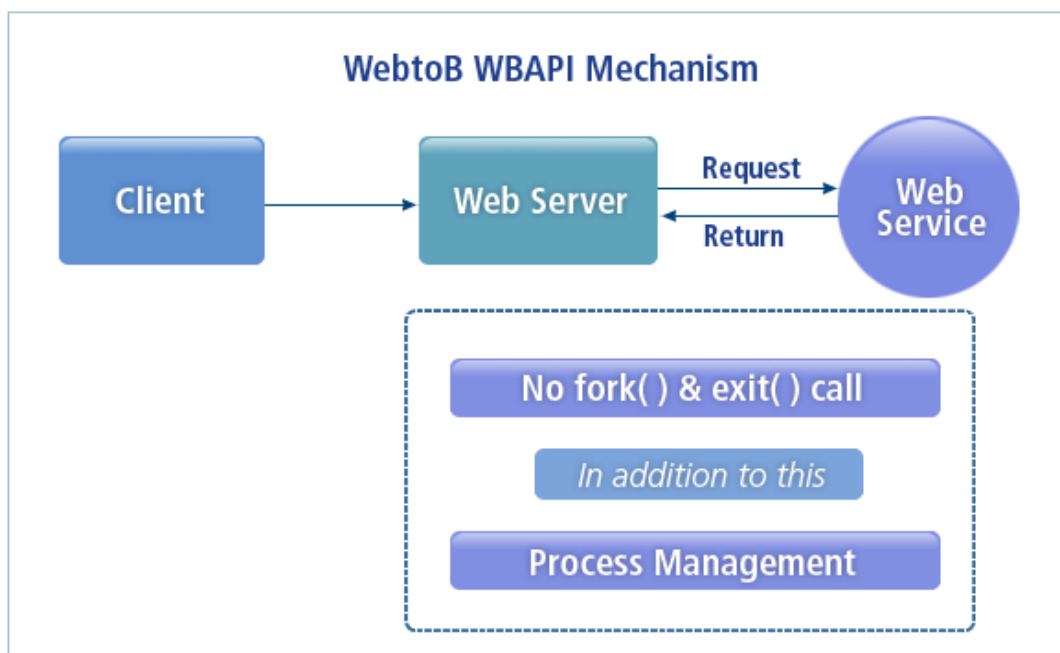 WebtoB WBAPI Mechanism
Client
Web Server
Request
Return
Web
Service
No fork( ) & exit( ) call
In addition to this
Process Management